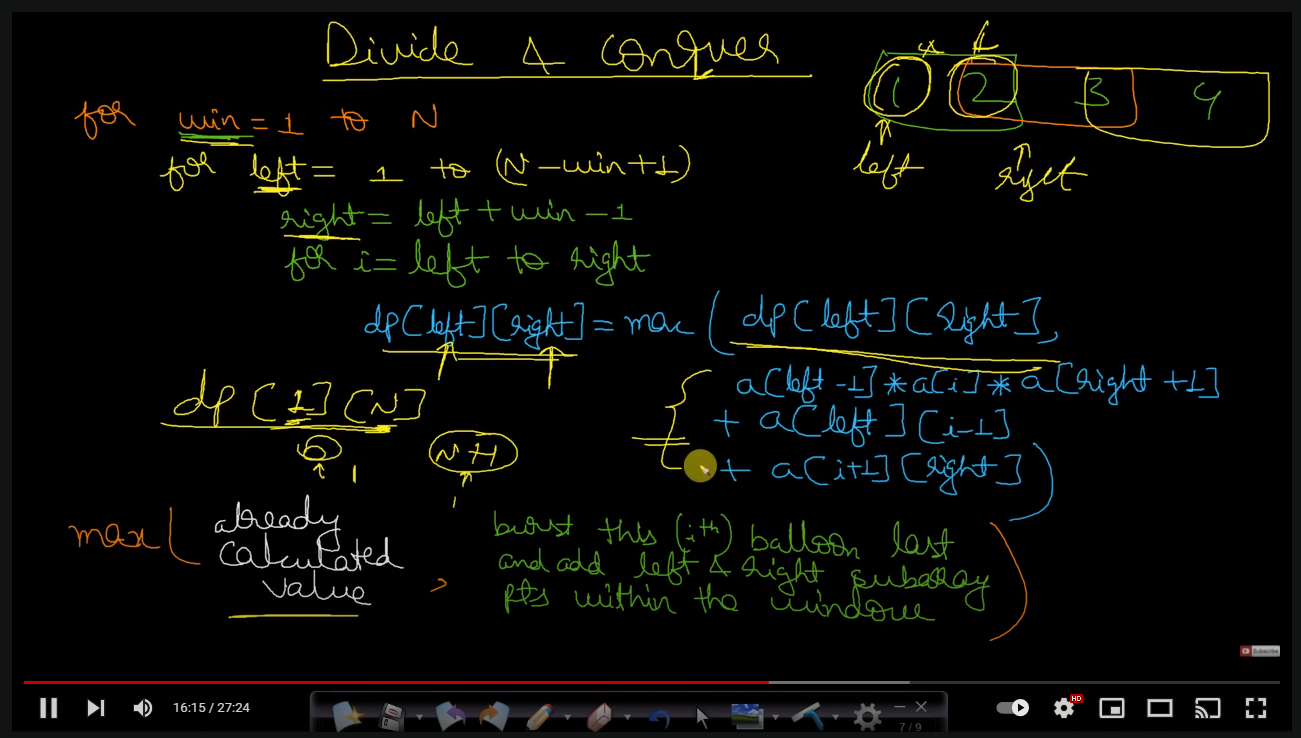 Divide & Conquer
for win = 1 to N
for left = 1 to (N - win + 1)
right = left + win - 1
for i = left to right
dp[left][right] = max ( dp[left][right],
a[left-1] * a[i] * a[right+1]
+ a[left][i-1]
+ a[i+1][right] )
1 2 3 4
left right
dp[1][N]
0 1 N+1
max ( already calculated value , burst this (ith) balloon last and add left & right subarray pts within the window )
Subscribe
16:15 / 27:24
7 / 9
HD